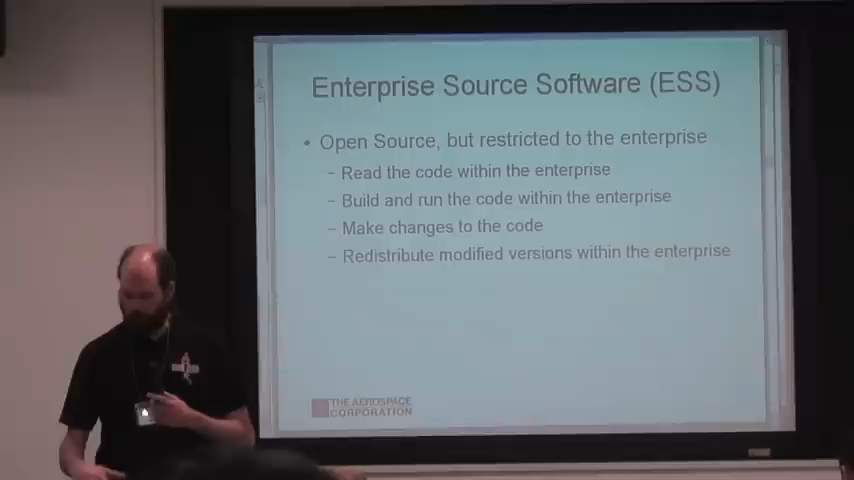 Enterprise Source Software (ESS)
• Open Source, but restricted to the enterprise
– Read the code within the enterprise
– Build and run the code within the enterprise
– Make changes to the code
– Redistribute modified versions within the enterprise
THE AEROSPACE
CORPORATION